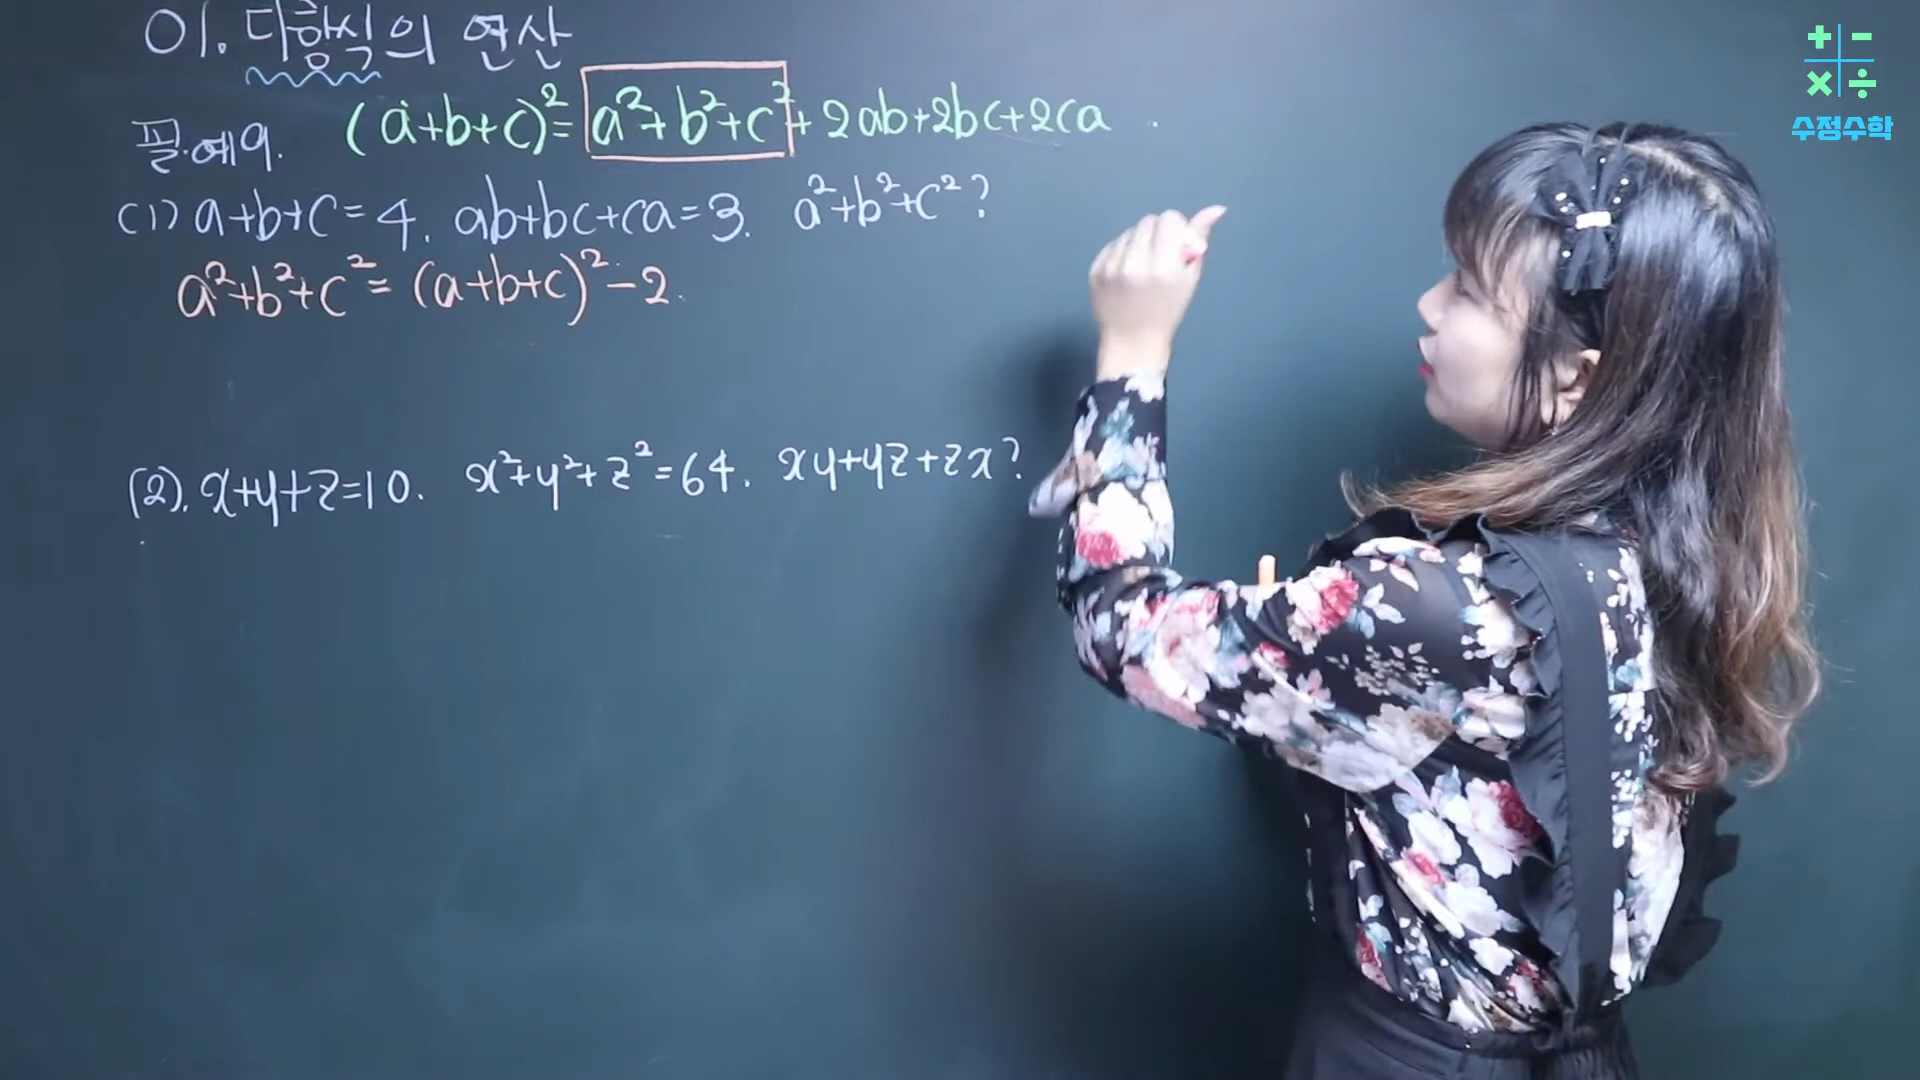 01. 다항식의 연산
필.예9. (a+b+c)²= a²+b²+c²+2ab+2bc+2ca.
(1) a+b+c=4. ab+bc+ca=3. a²+b²+c²?
a²+b²+c²= (a+b+c)²-2.
(2). x+y+z=10. x²+y²+z²=64. xy+yz+zx?
+ - × ÷
수정수학